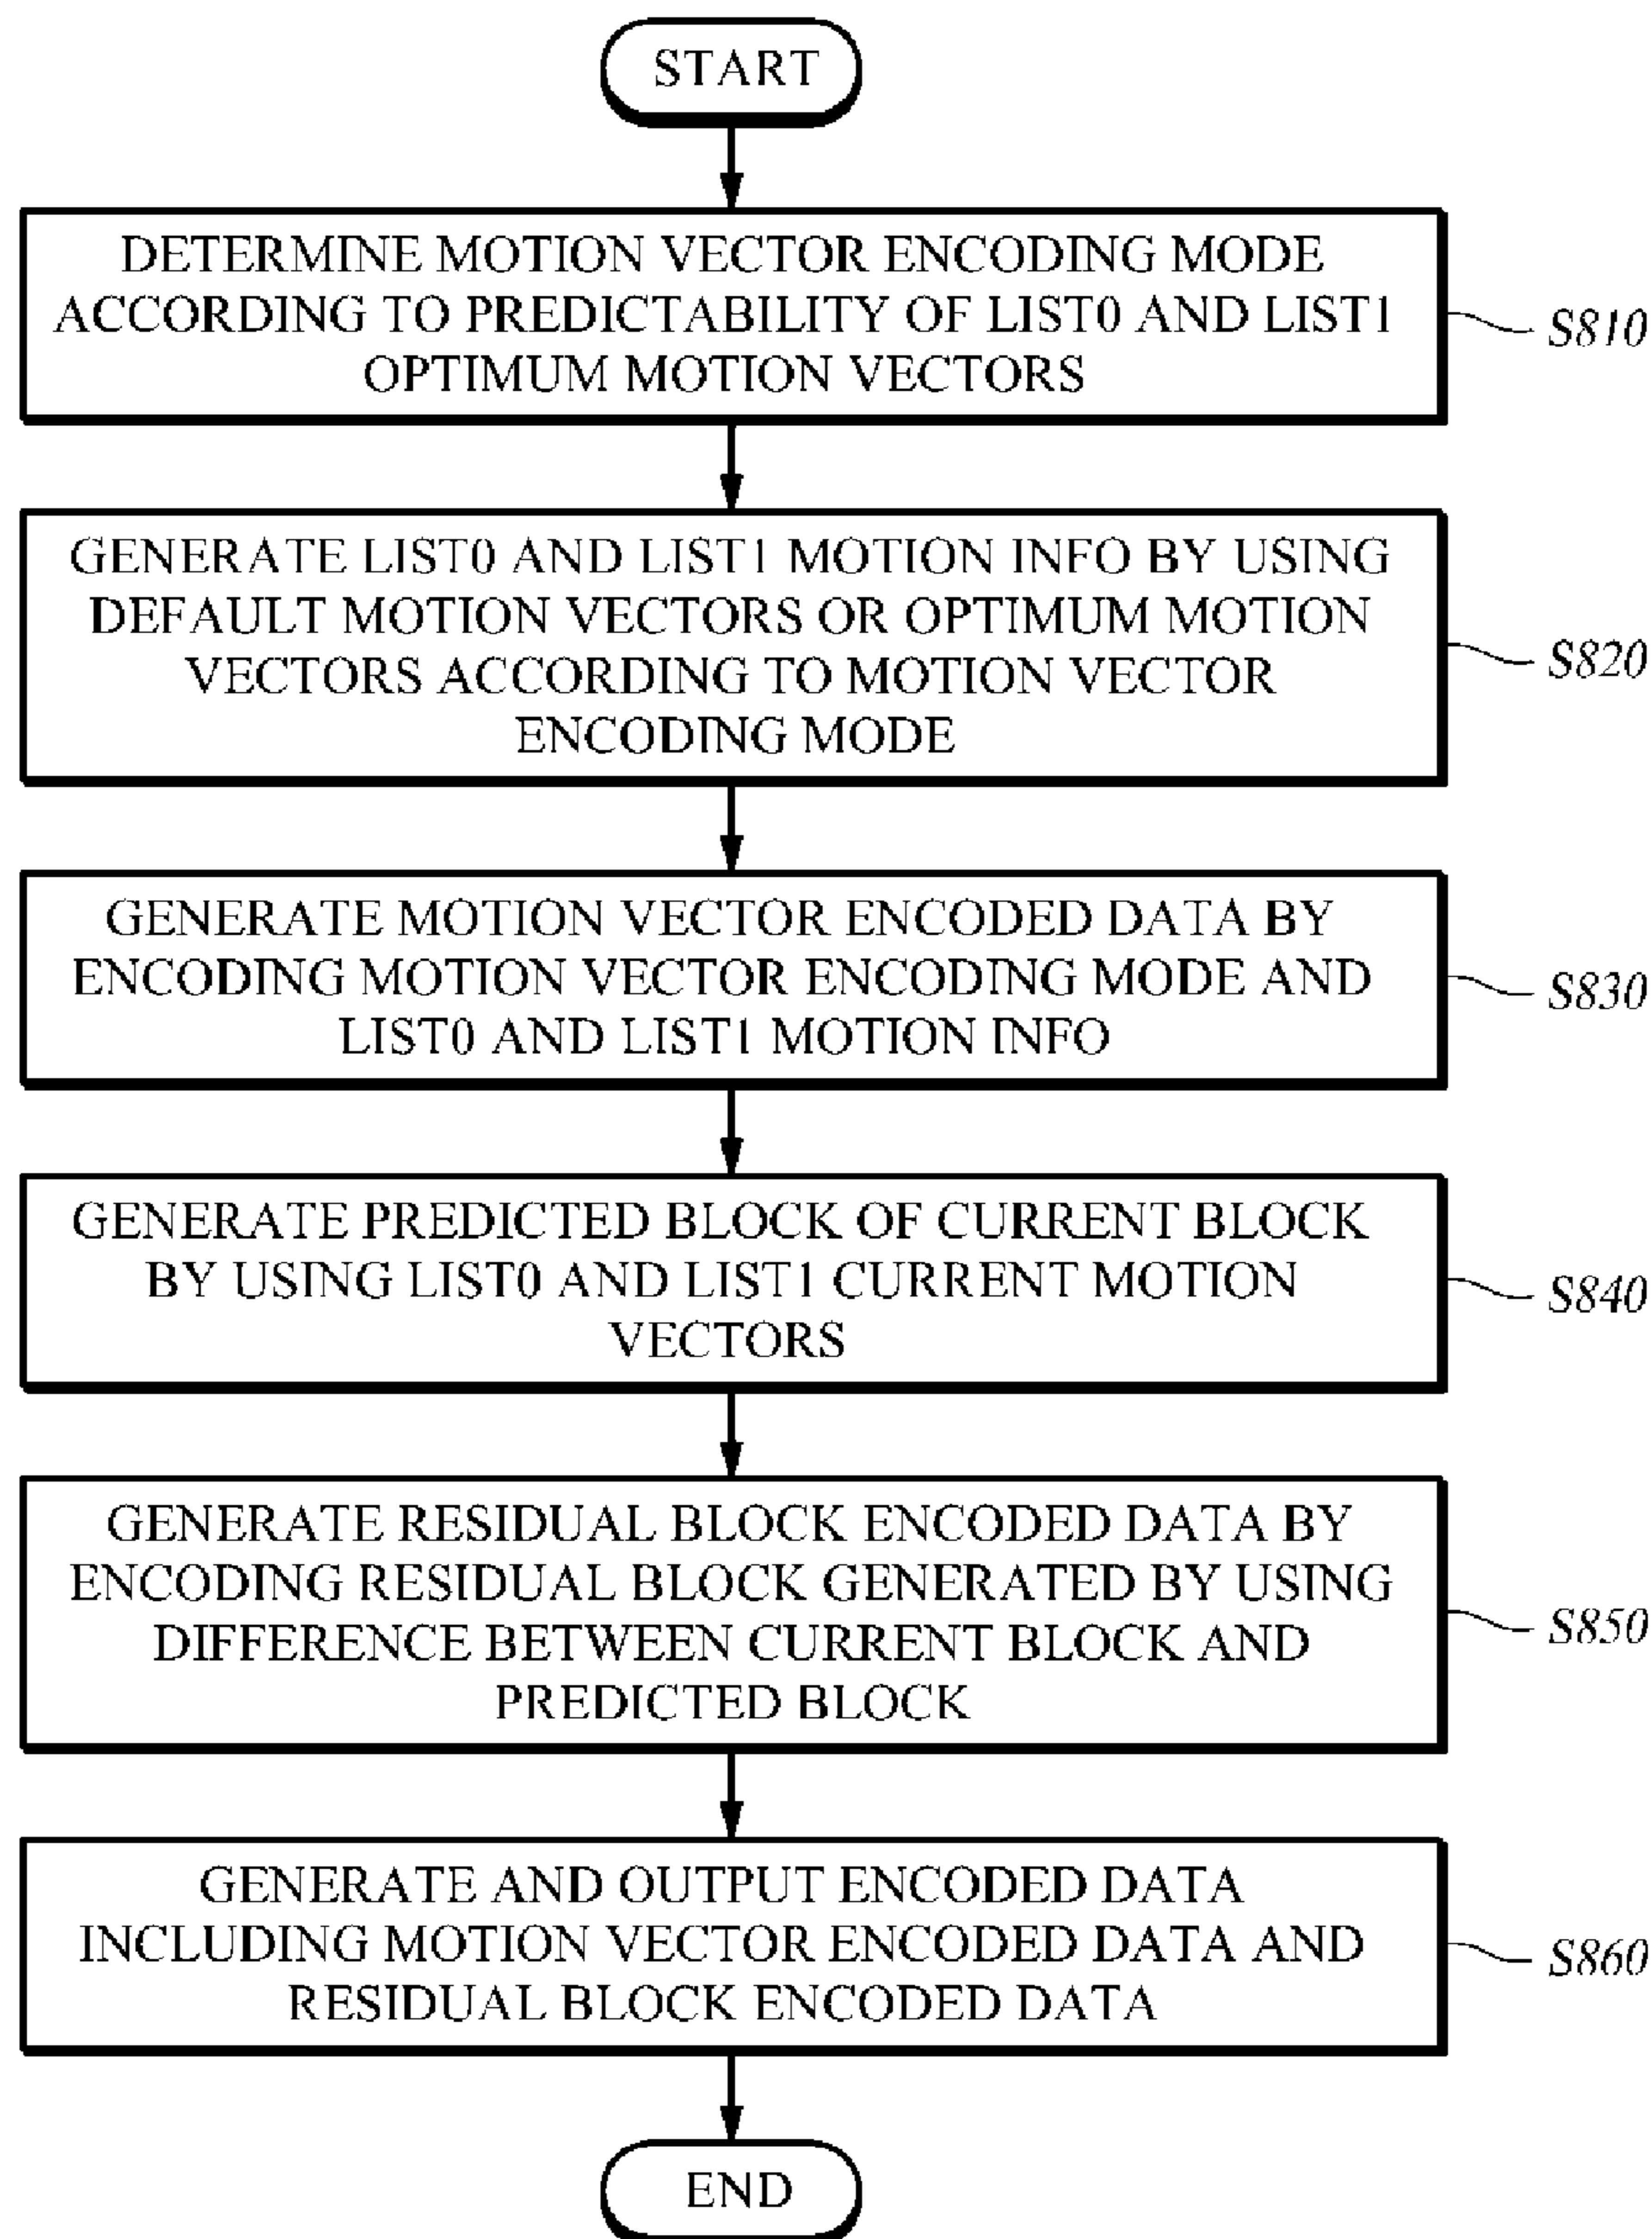 START
DETERMINE MOTION VECTOR ENCODING MODE
ACCORDING TO PREDICTABILITY OF LIST0 AND LIST1
OPTIMUM MOTION VECTORS
S810
GENERATE LIST0 AND LIST1 MOTION INFO BY USING
DEFAULT MOTION VECTORS OR OPTIMUM MOTION
VECTORS ACCORDING TO MOTION VECTOR
ENCODING MODE
S820
GENERATE MOTION VECTOR ENCODED DATA BY
ENCODING MOTION VECTOR ENCODING MODE AND
LIST0 AND LIST1 MOTION INFO
S830
GENERATE PREDICTED BLOCK OF CURRENT BLOCK
BY USING LIST0 AND LIST1 CURRENT MOTION
VECTORS
S840
GENERATE RESIDUAL BLOCK ENCODED DATA BY
ENCODING RESIDUAL BLOCK GENERATED BY USING
DIFFERENCE BETWEEN CURRENT BLOCK AND
PREDICTED BLOCK
S850
GENERATE AND OUTPUT ENCODED DATA
INCLUDING MOTION VECTOR ENCODED DATA AND
RESIDUAL BLOCK ENCODED DATA
S860
END